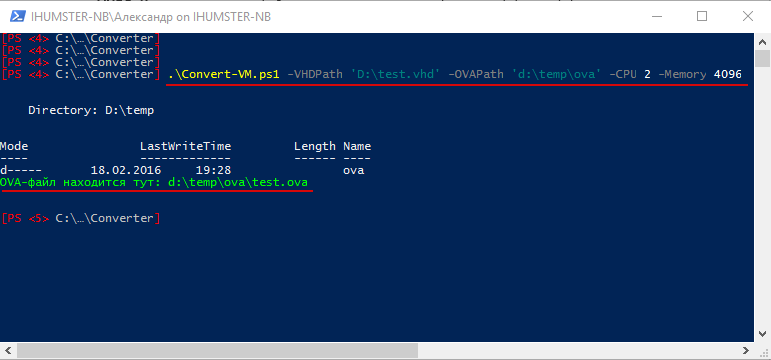 IHUMSTER-NB\Александр on IHUMSTER-NB
[PS <4> C:\…\Converter]
[PS <4> C:\…\Converter]
[PS <4> C:\…\Converter]
[PS <4> C:\…\Converter] .\Convert-VM.ps1 -VHDPath 'D:\test.vhd' -OVAPath 'd:\temp\ova' -CPU 2 -Memory 4096
Directory: D:\temp
Mode LastWriteTime Length Name
---- ------------- ------ ----
d----- 18.02.2016 19:28 ova
OVA-файл находится тут: d:\temp\ova\test.ova
[PS <5> C:\…\Converter]